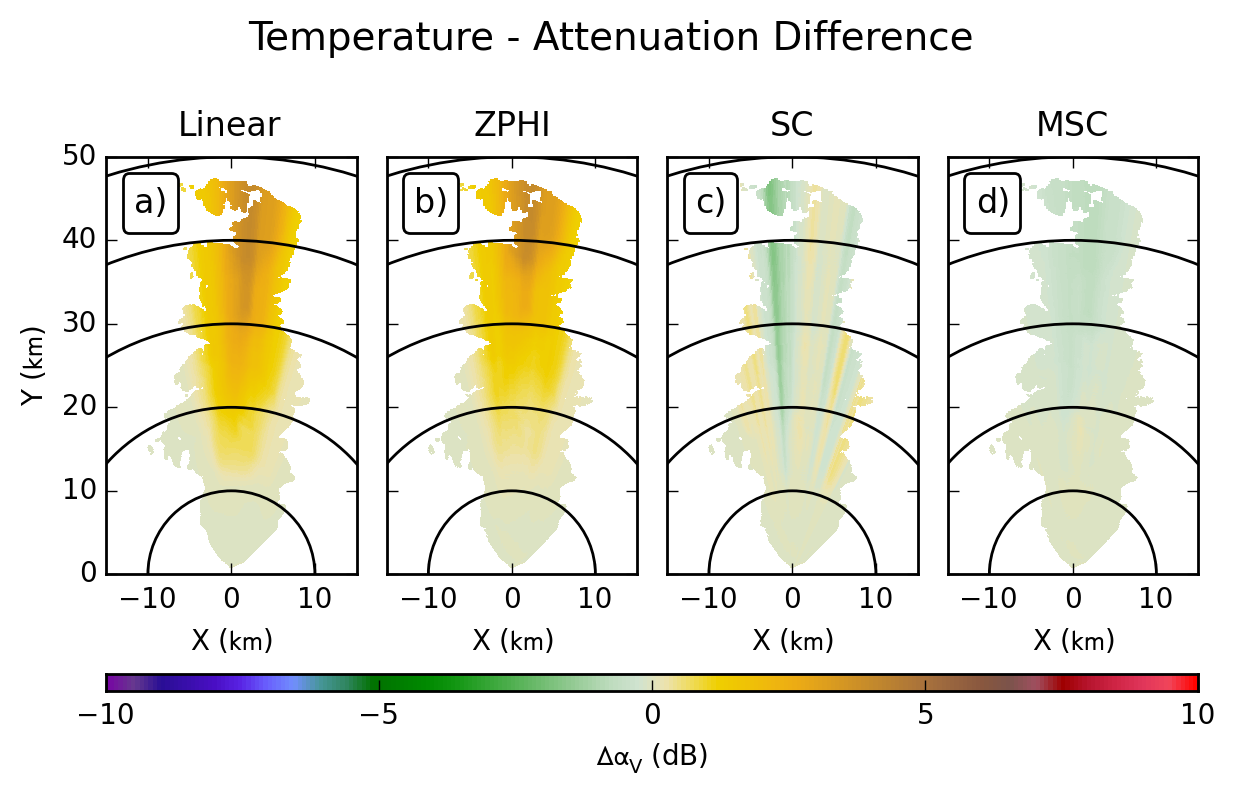 Temperature - Attenuation Difference
Linear ZPHI SC MSC
a) b) c) d)
50
40
30
20
10
0
Y (km)
−10 0 10 −10 0 10 −10 0 10 −10 0 10
X (km) X (km) X (km) X (km)
−10 −5 0 5 10
Δα_V (dB)